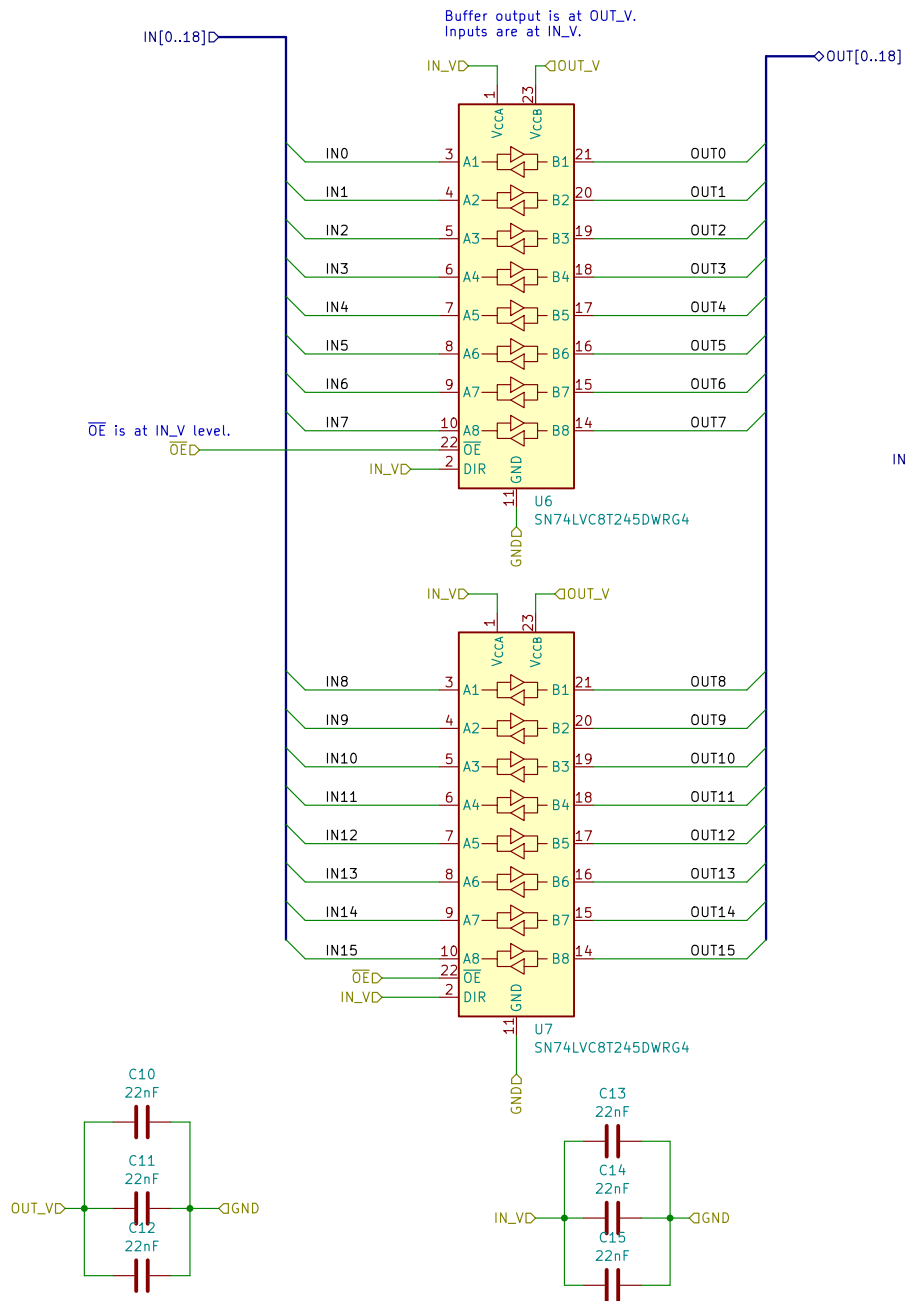 Buffer output is at OUT_V.
Inputs are at IN_V.
IN[0..18]
OUT[0..18]
IN_V
OUT_V
1
23
VCCA
VCCB
IN0 3 A1 B1 21 OUT0
IN1 4 A2 B2 20 OUT1
IN2 5 A3 B3 19 OUT2
IN3 6 A4 B4 18 OUT3
IN4 7 A5 B5 17 OUT4
IN5 8 A6 B6 16 OUT5
IN6 9 A7 B7 15 OUT6
IN7 10 A8 B8 14 OUT7
OE is at IN_V level.
OE 22 OE
IN_V 2 DIR
GND
11
GND
U6
SN74LVC8T245DWRG4
IN
IN_V
OUT_V
1
23
VCCA
VCCB
IN8 3 A1 B1 21 OUT8
IN9 4 A2 B2 20 OUT9
IN10 5 A3 B3 19 OUT10
IN11 6 A4 B4 18 OUT11
IN12 7 A5 B5 17 OUT12
IN13 8 A6 B6 16 OUT13
IN14 9 A7 B7 15 OUT14
IN15 10 A8 B8 14 OUT15
OE 22 OE
IN_V 2 DIR
GND
11
GND
U7
SN74LVC8T245DWRG4
C10
22nF
C11
22nF
OUT_V
GND
C12
22nF
C13
22nF
C14
22nF
IN_V
GND
C15
22nF